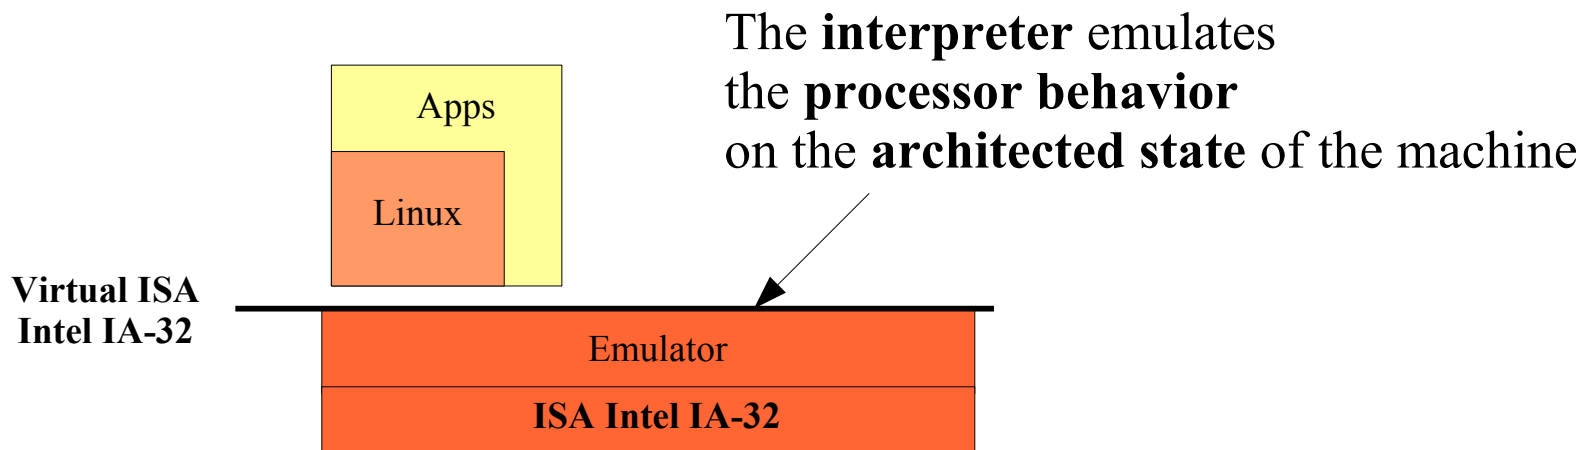 The interpreter emulates
the processor behavior
on the architected state of the machine
Apps
Linux
Virtual ISA
Intel IA-32
Emulator
ISA Intel IA-32